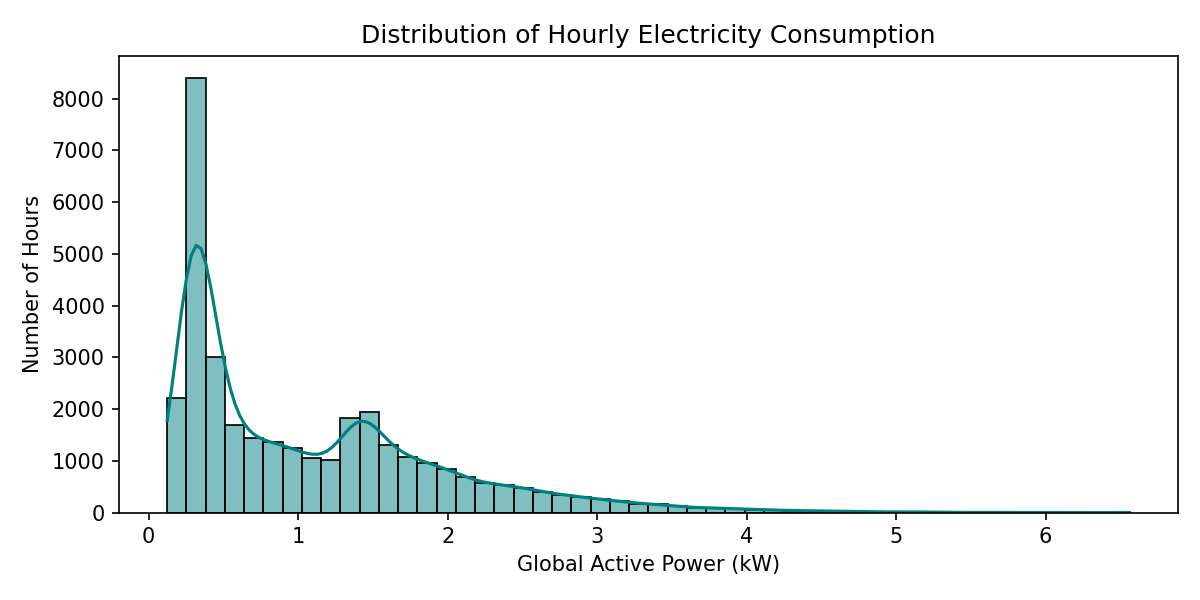 Distribution of Hourly Electricity Consumption
Number of Hours
8000
7000
6000
5000
4000
3000
2000
1000
0
0 1 2 3 4 5 6
Global Active Power (kW)